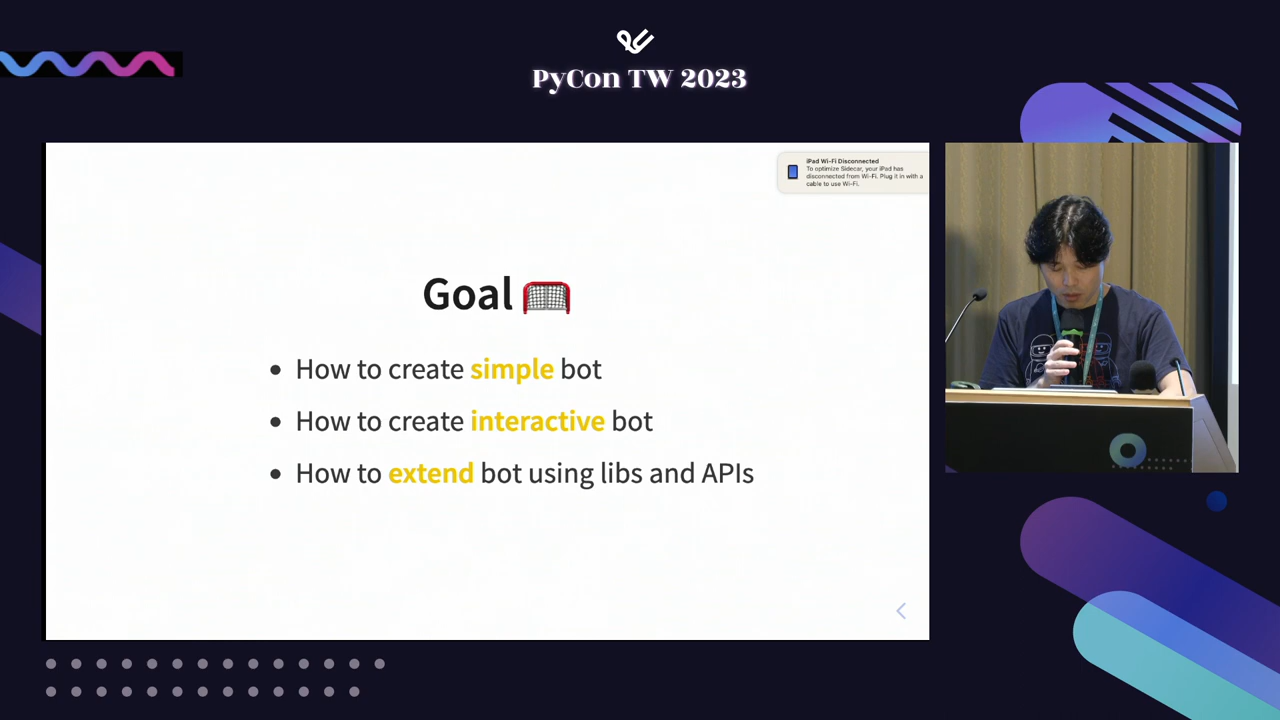 PyCon TW 2023
iPad Wi-Fi Disconnected
To optimize Sidecar, your iPad has
disconnected from Wi-Fi. Plug it in with a
cable to use Wi-Fi.
Goal
How to create simple bot
How to create interactive bot
How to extend bot using libs and APIs